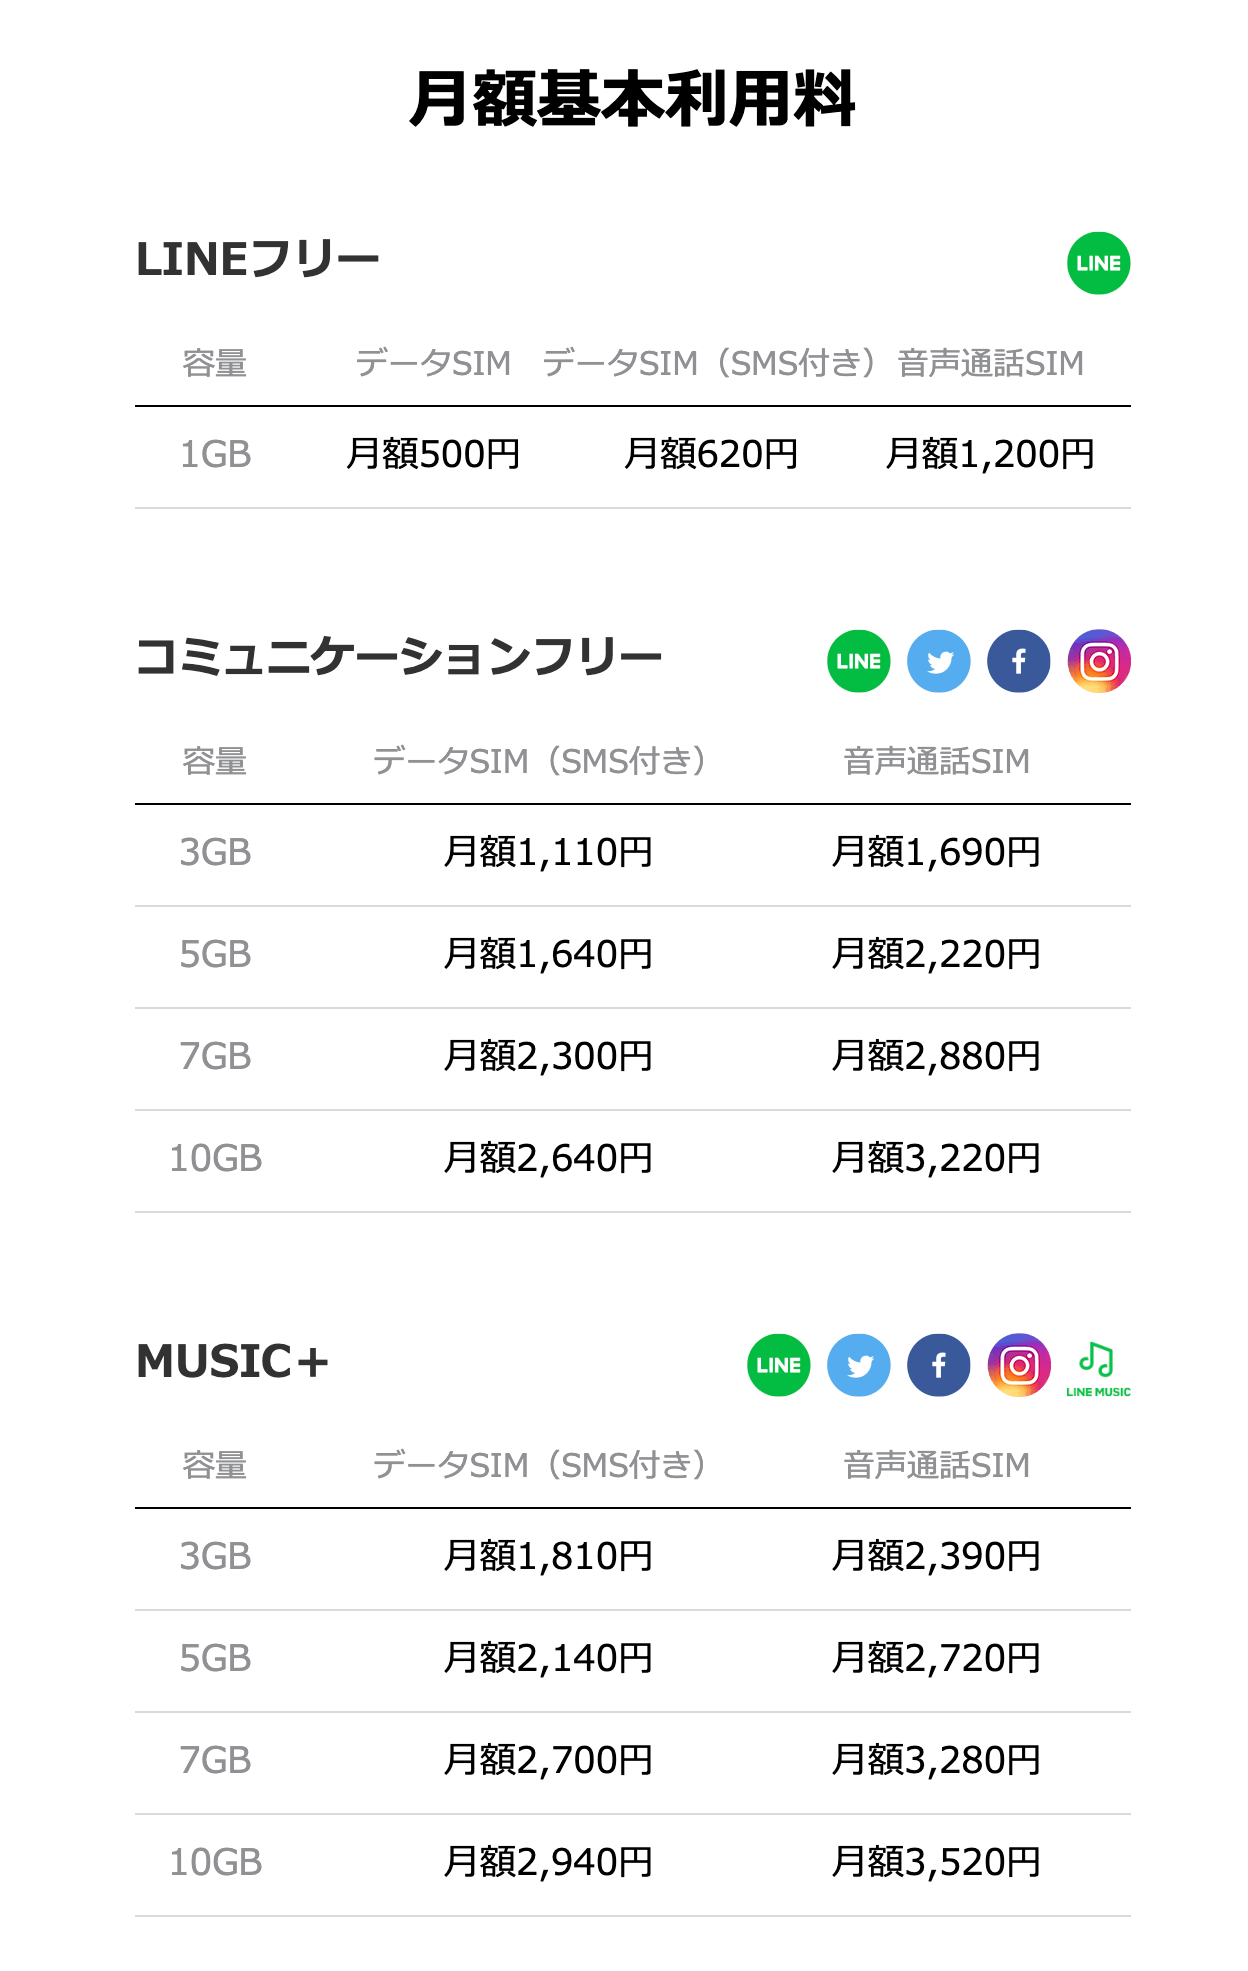 月額基本利用料
LINEフリー LINE
容量 データSIM データSIM（SMS付き） 音声通話SIM
1GB 月額500円 月額620円 月額1,200円
コミュニケーションフリー LINE
容量 データSIM（SMS付き） 音声通話SIM
3GB 月額1,110円 月額1,690円
5GB 月額1,640円 月額2,220円
7GB 月額2,300円 月額2,880円
10GB 月額2,640円 月額3,220円
MUSIC+ LINE LINE MUSIC
容量 データSIM（SMS付き） 音声通話SIM
3GB 月額1,810円 月額2,390円
5GB 月額2,140円 月額2,720円
7GB 月額2,700円 月額3,280円
10GB 月額2,940円 月額3,520円